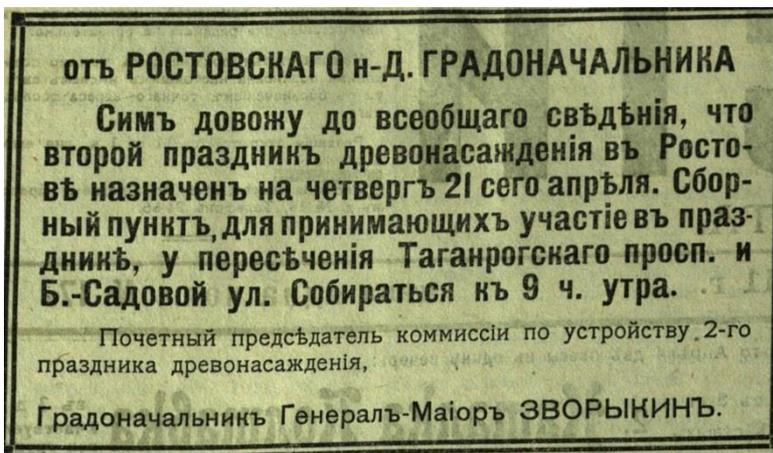 отъ РОСТОВСКАГО н-Д. ГРАДОНАЧАЛЬНИКА
Симъ довожу до всеобщаго свѣдѣнія, что
второй праздникъ древонасажденія въ Росто-
вѣ назначенъ на четвергъ 21 сего апрѣля. Сбор-
ный пунктъ, для принимающихъ участіе въ праз-
дникѣ, у пересѣченія Таганрогскаго просп. и
Б.-Садовой ул. Собираться къ 9 ч. утра.
Почетный предсѣдатель коммиссіи по устройству 2-го
праздника древонасажденія,
Градоначальникъ Генералъ-Маіоръ ЗВОРЫКИНЪ.